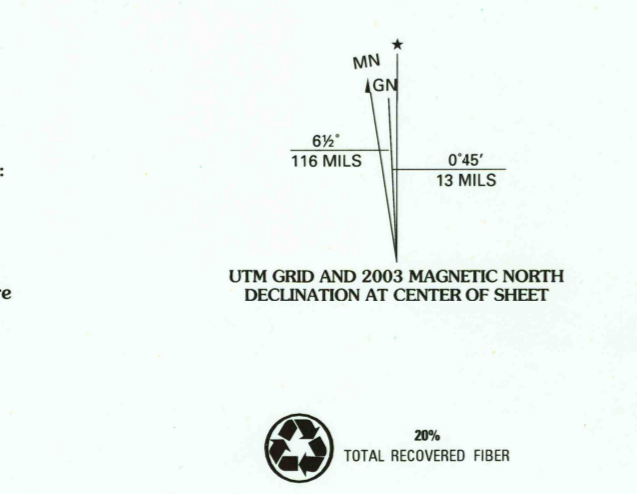 ★
MN
GN
6½°
116 MILS
0°45′
13 MILS
UTM GRID AND 2003 MAGNETIC NORTH
DECLINATION AT CENTER OF SHEET
:
e
20%
TOTAL RECOVERED FIBER